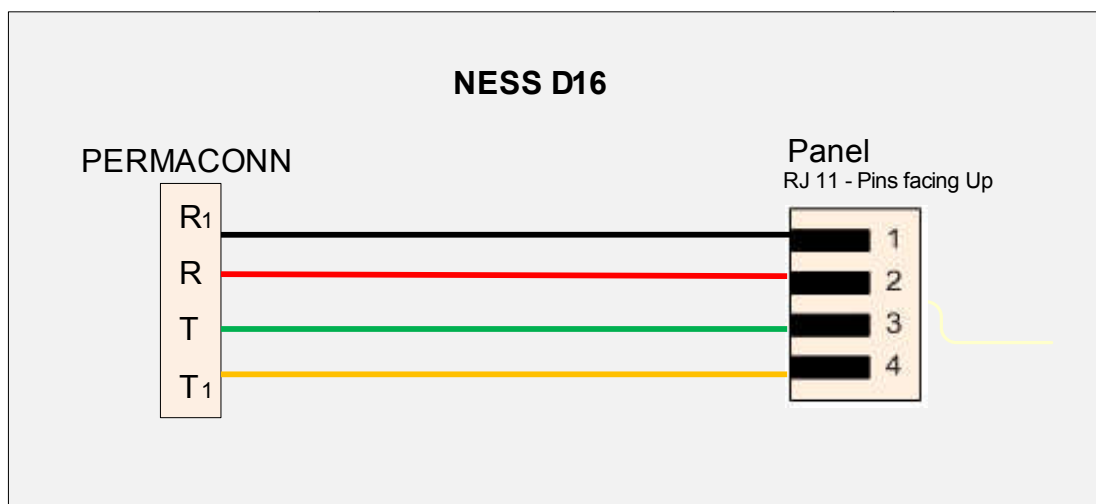 NESS D16
PERMACONN
Panel
RJ 11 - Pins facing Up
R1
R
T
T1
1
2
3
4